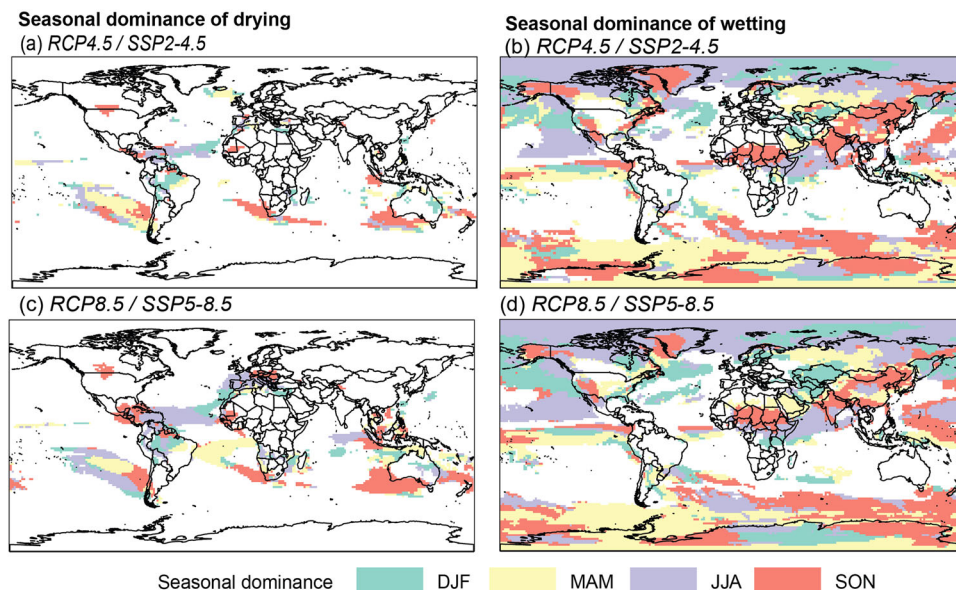 Seasonal dominance of drying
(a) RCP4.5 / SSP2-4.5
Seasonal dominance of wetting
(b) RCP4.5 / SSP2-4.5
(c) RCP8.5 / SSP5-8.5
(d) RCP8.5 / SSP5-8.5
Seasonal dominance DJF MAM JJA SON